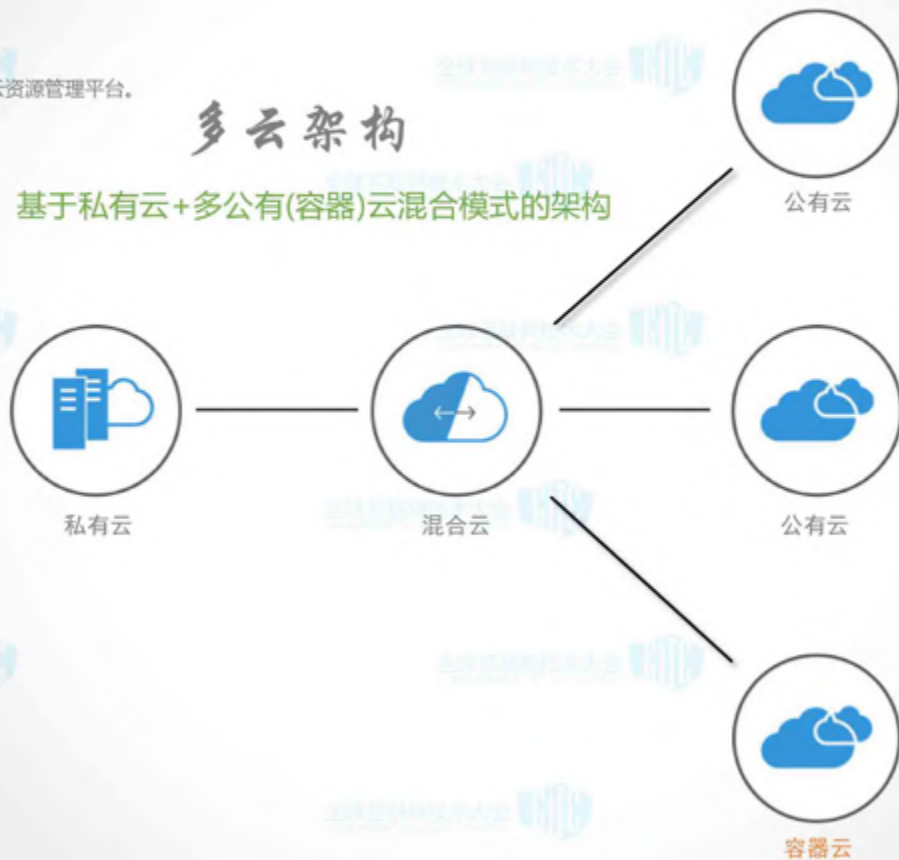 云资源管理平台。
多云架构
基于私有云+多公有(容器)云混合模式的架构
公有云
私有云
混合云
公有云
容器云